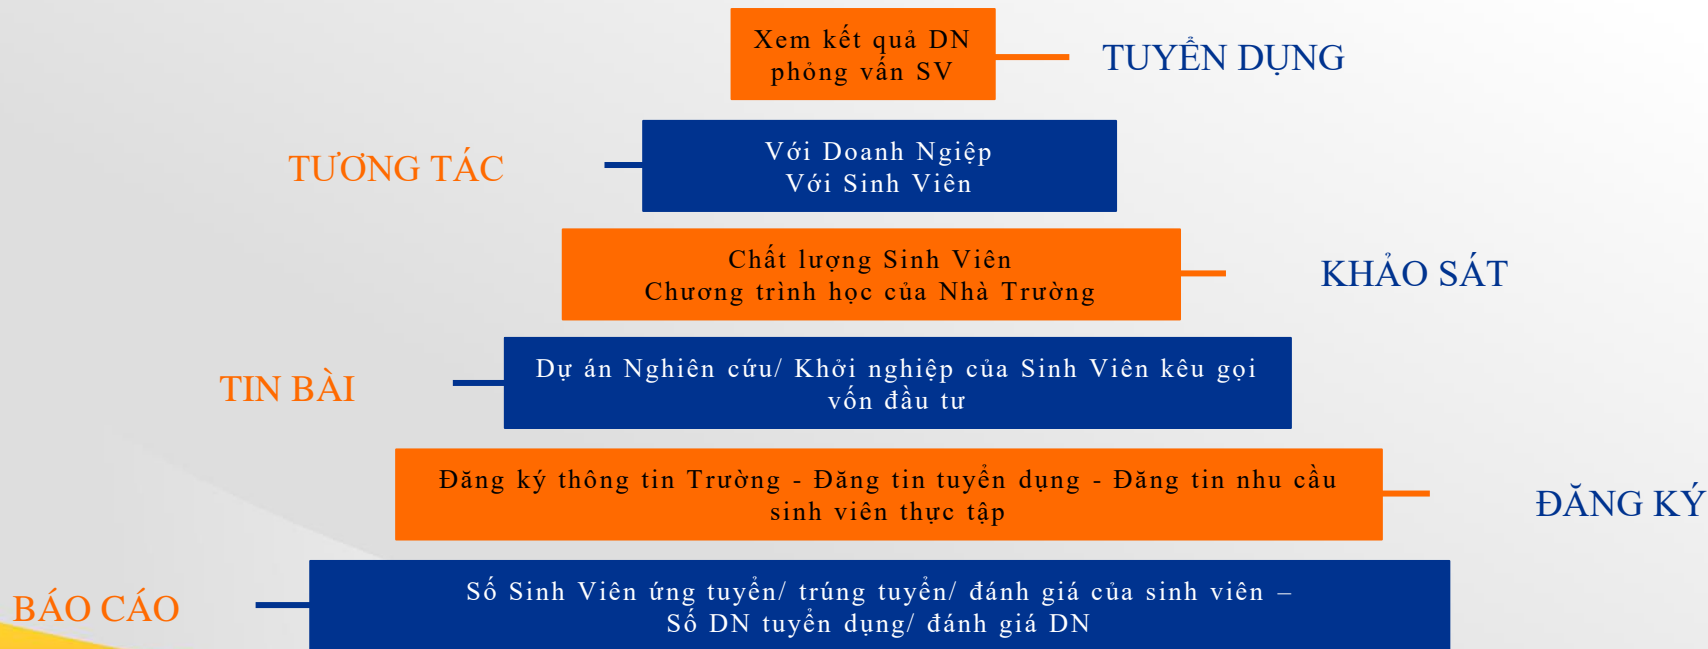 Xem kết quả DN
phỏng vấn SV
TUYỂN DỤNG
TƯƠNG TÁC
Với Doanh Ngiệp
Với Sinh Viên
Chất lượng Sinh Viên
Chương trình học của Nhà Trường
KHẢO SÁT
TIN BÀI
Dự án Nghiên cứu/ Khởi nghiệp của Sinh Viên kêu gọi
vốn đầu tư
Đăng ký thông tin Trường - Đăng tin tuyển dụng - Đăng tin nhu cầu
sinh viên thực tập
ĐĂNG KÝ
BÁO CÁO
Số Sinh Viên ứng tuyển/ trúng tuyển/ đánh giá của sinh viên –
Số DN tuyển dụng/ đánh giá DN